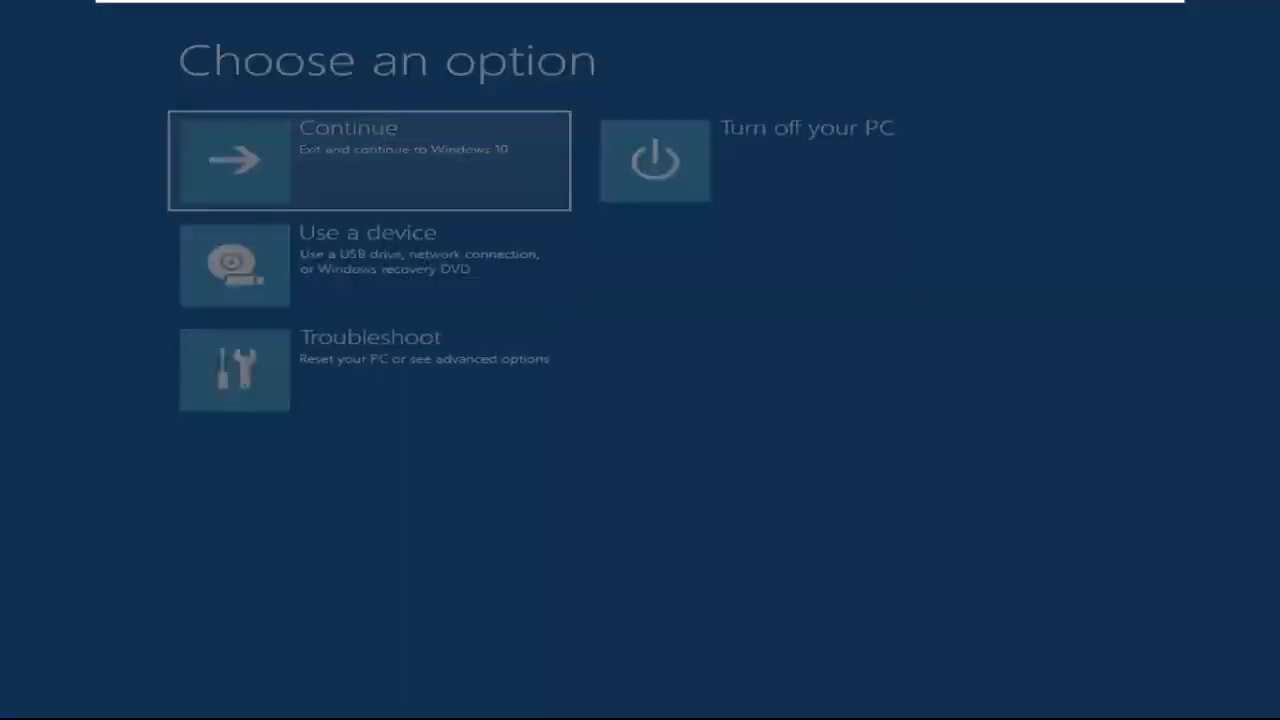 Choose an option
Continue
Exit and continue to Windows 10
Turn off your PC
Use a device
Use a USB drive, network connection,
or Windows recovery DVD
Troubleshoot
Reset your PC or see advanced options